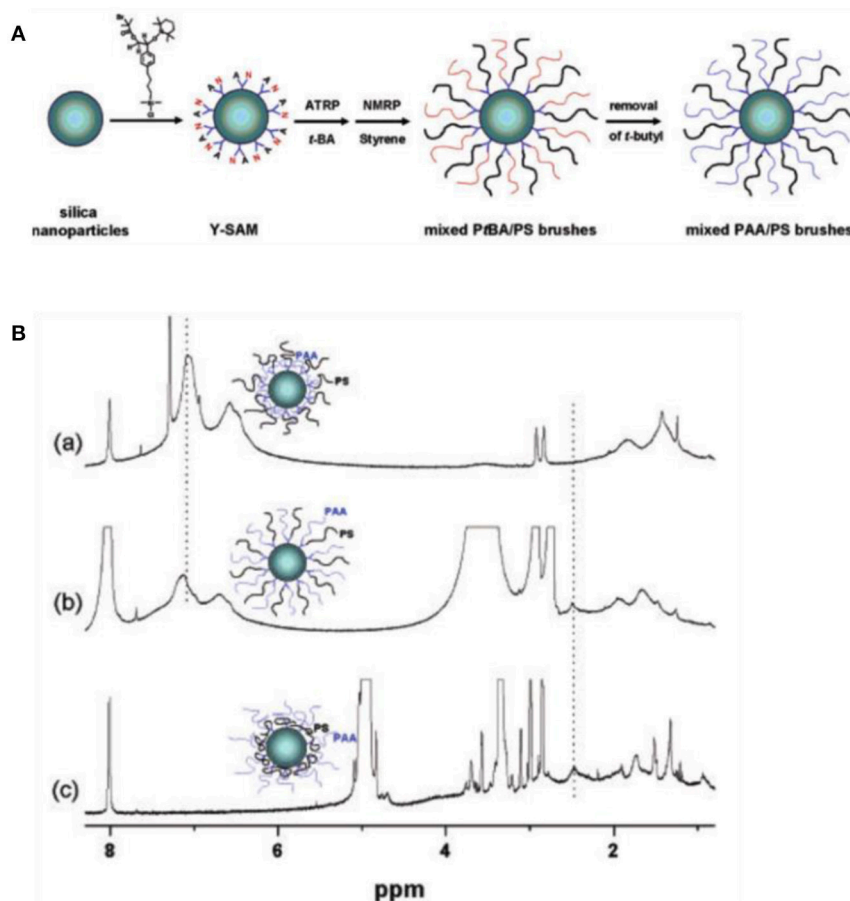 A
ATRP
NMRP
removal
t-BA
Styrene
of t-butyl
silica
nanoparticles
Y-SAM
mixed PtBA/PS brushes
mixed PAA/PS brushes
B
PAA
PS
(a)
PAA
PS
(b)
PS
PAA
(c)
8
6
4
2
ppm